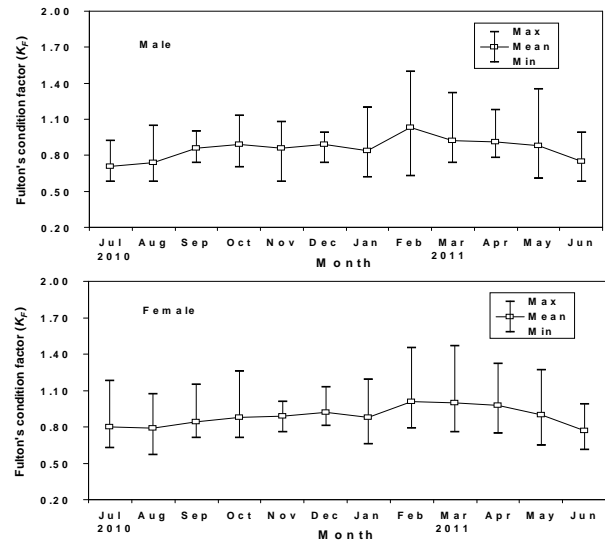 Fulton's condition factor (K_F)
2.00
1.70
1.40
1.10
0.80
0.50
0.20
Male
Max
Mean
Min
Jul Aug Sep Oct Nov Dec Jan Feb Mar Apr May Jun
2010 2011
Month
Fulton's condition factor (K_F)
2.00
1.70
1.40
1.10
0.80
0.50
0.20
Female
Max
Mean
Min
Jul Aug Sep Oct Nov Dec Jan Feb Mar Apr May Jun
2010 2011
Month